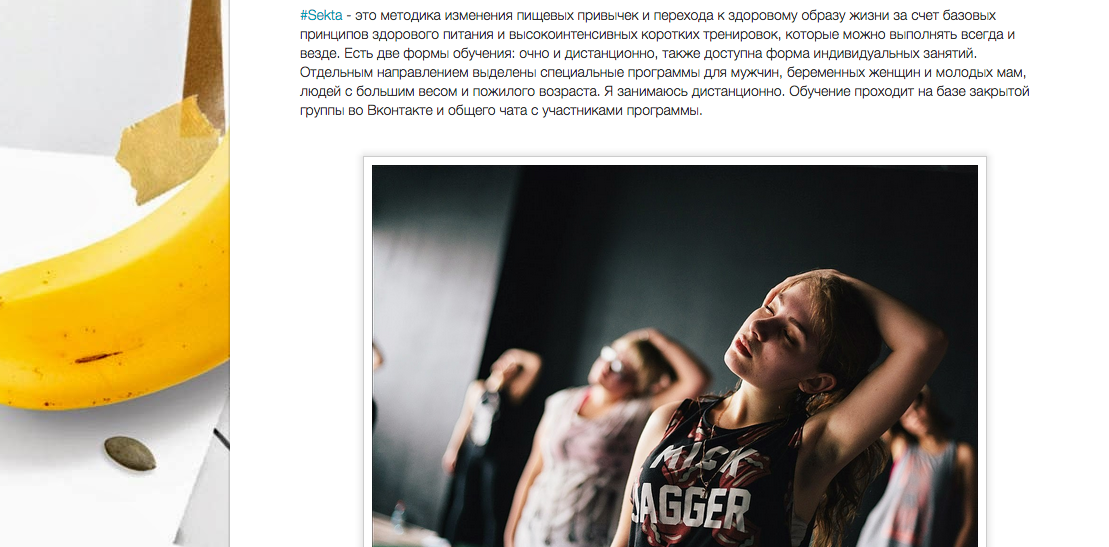 #Sekta - это методика изменения пищевых привычек и перехода к здоровому образу жизни за счет базовых
принципов здорового питания и высокоинтенсивных коротких тренировок, которые можно выполнять всегда и
везде. Есть две формы обучения: очно и дистанционно, также доступна форма индивидуальных занятий.
Отдельным направлением выделены специальные программы для мужчин, беременных женщин и молодых мам,
людей с большим весом и пожилого возраста. Я занимаюсь дистанционно. Обучение проходит на базе закрытой
группы во Вконтакте и общего чата с участниками программы.
MICK
JAGGER